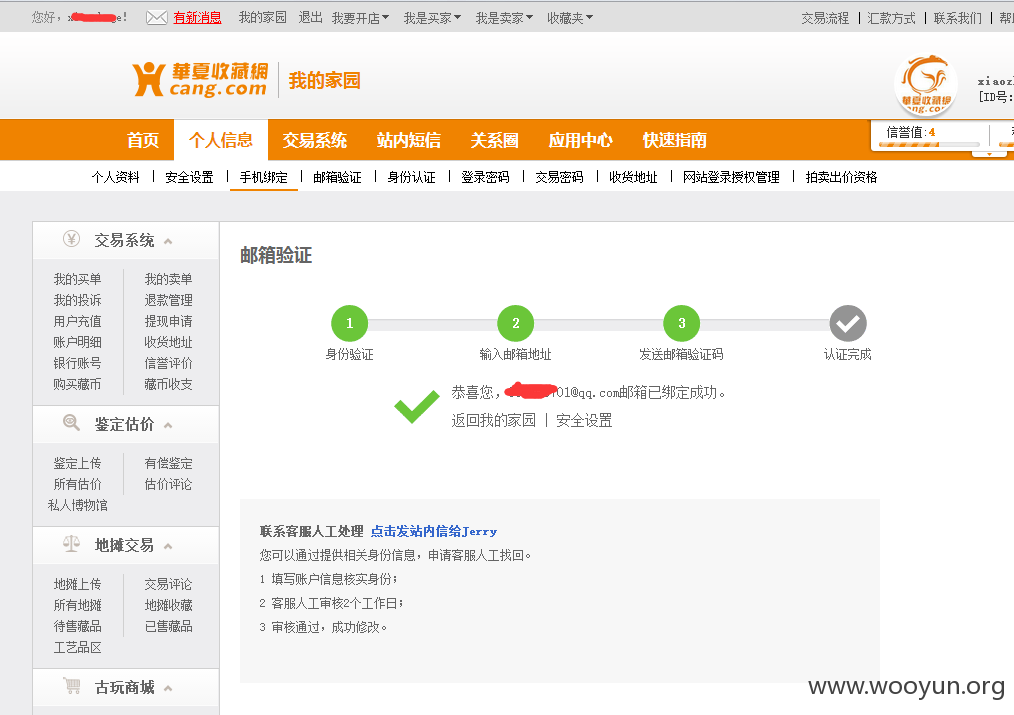 您好, ! 有新消息 我的家园 退出 我要开店 我是买家 我是卖家 收藏夹 交易流程 | 汇款方式 | 联系我们 |
華夏收藏網
cang.com
我的家园
華夏收藏網
cang.com
[ID号:
信誉值:4
首页 个人信息 交易系统 站内短信 关系圈 应用中心 快速指南
个人资料 | 安全设置 | 手机绑定 | 邮箱验证 | 身份认证 | 登录密码 | 交易密码 | 收货地址 | 网站登录授权管理 | 拍卖出价资格
交易系统
我的买单 我的卖单
我的投诉 退款管理
用户充值 提现申请
账户明细 收货地址
银行账号 信誉评价
购买藏币 藏币收支
鉴定估价
鉴定上传 有偿鉴定
所有估价 估价评论
私人博物馆
地摊交易
地摊上传 交易评论
所有地摊 地摊收藏
待售藏品 已售藏品
工艺品区
古玩商城
邮箱验证
1 2 3
身份验证 输入邮箱地址 发送邮箱验证码 认证完成
恭喜您, 01@qq.com邮箱已绑定成功。
返回我的家园 | 安全设置
联系客服人工处理 点击发站内信给Jerry
您可以通过提供相关身份信息，申请客服人工找回。
1 填写账户信息核实身份；
2 客服人工审核2个工作日；
3 审核通过，成功修改。
www.wooyun.org